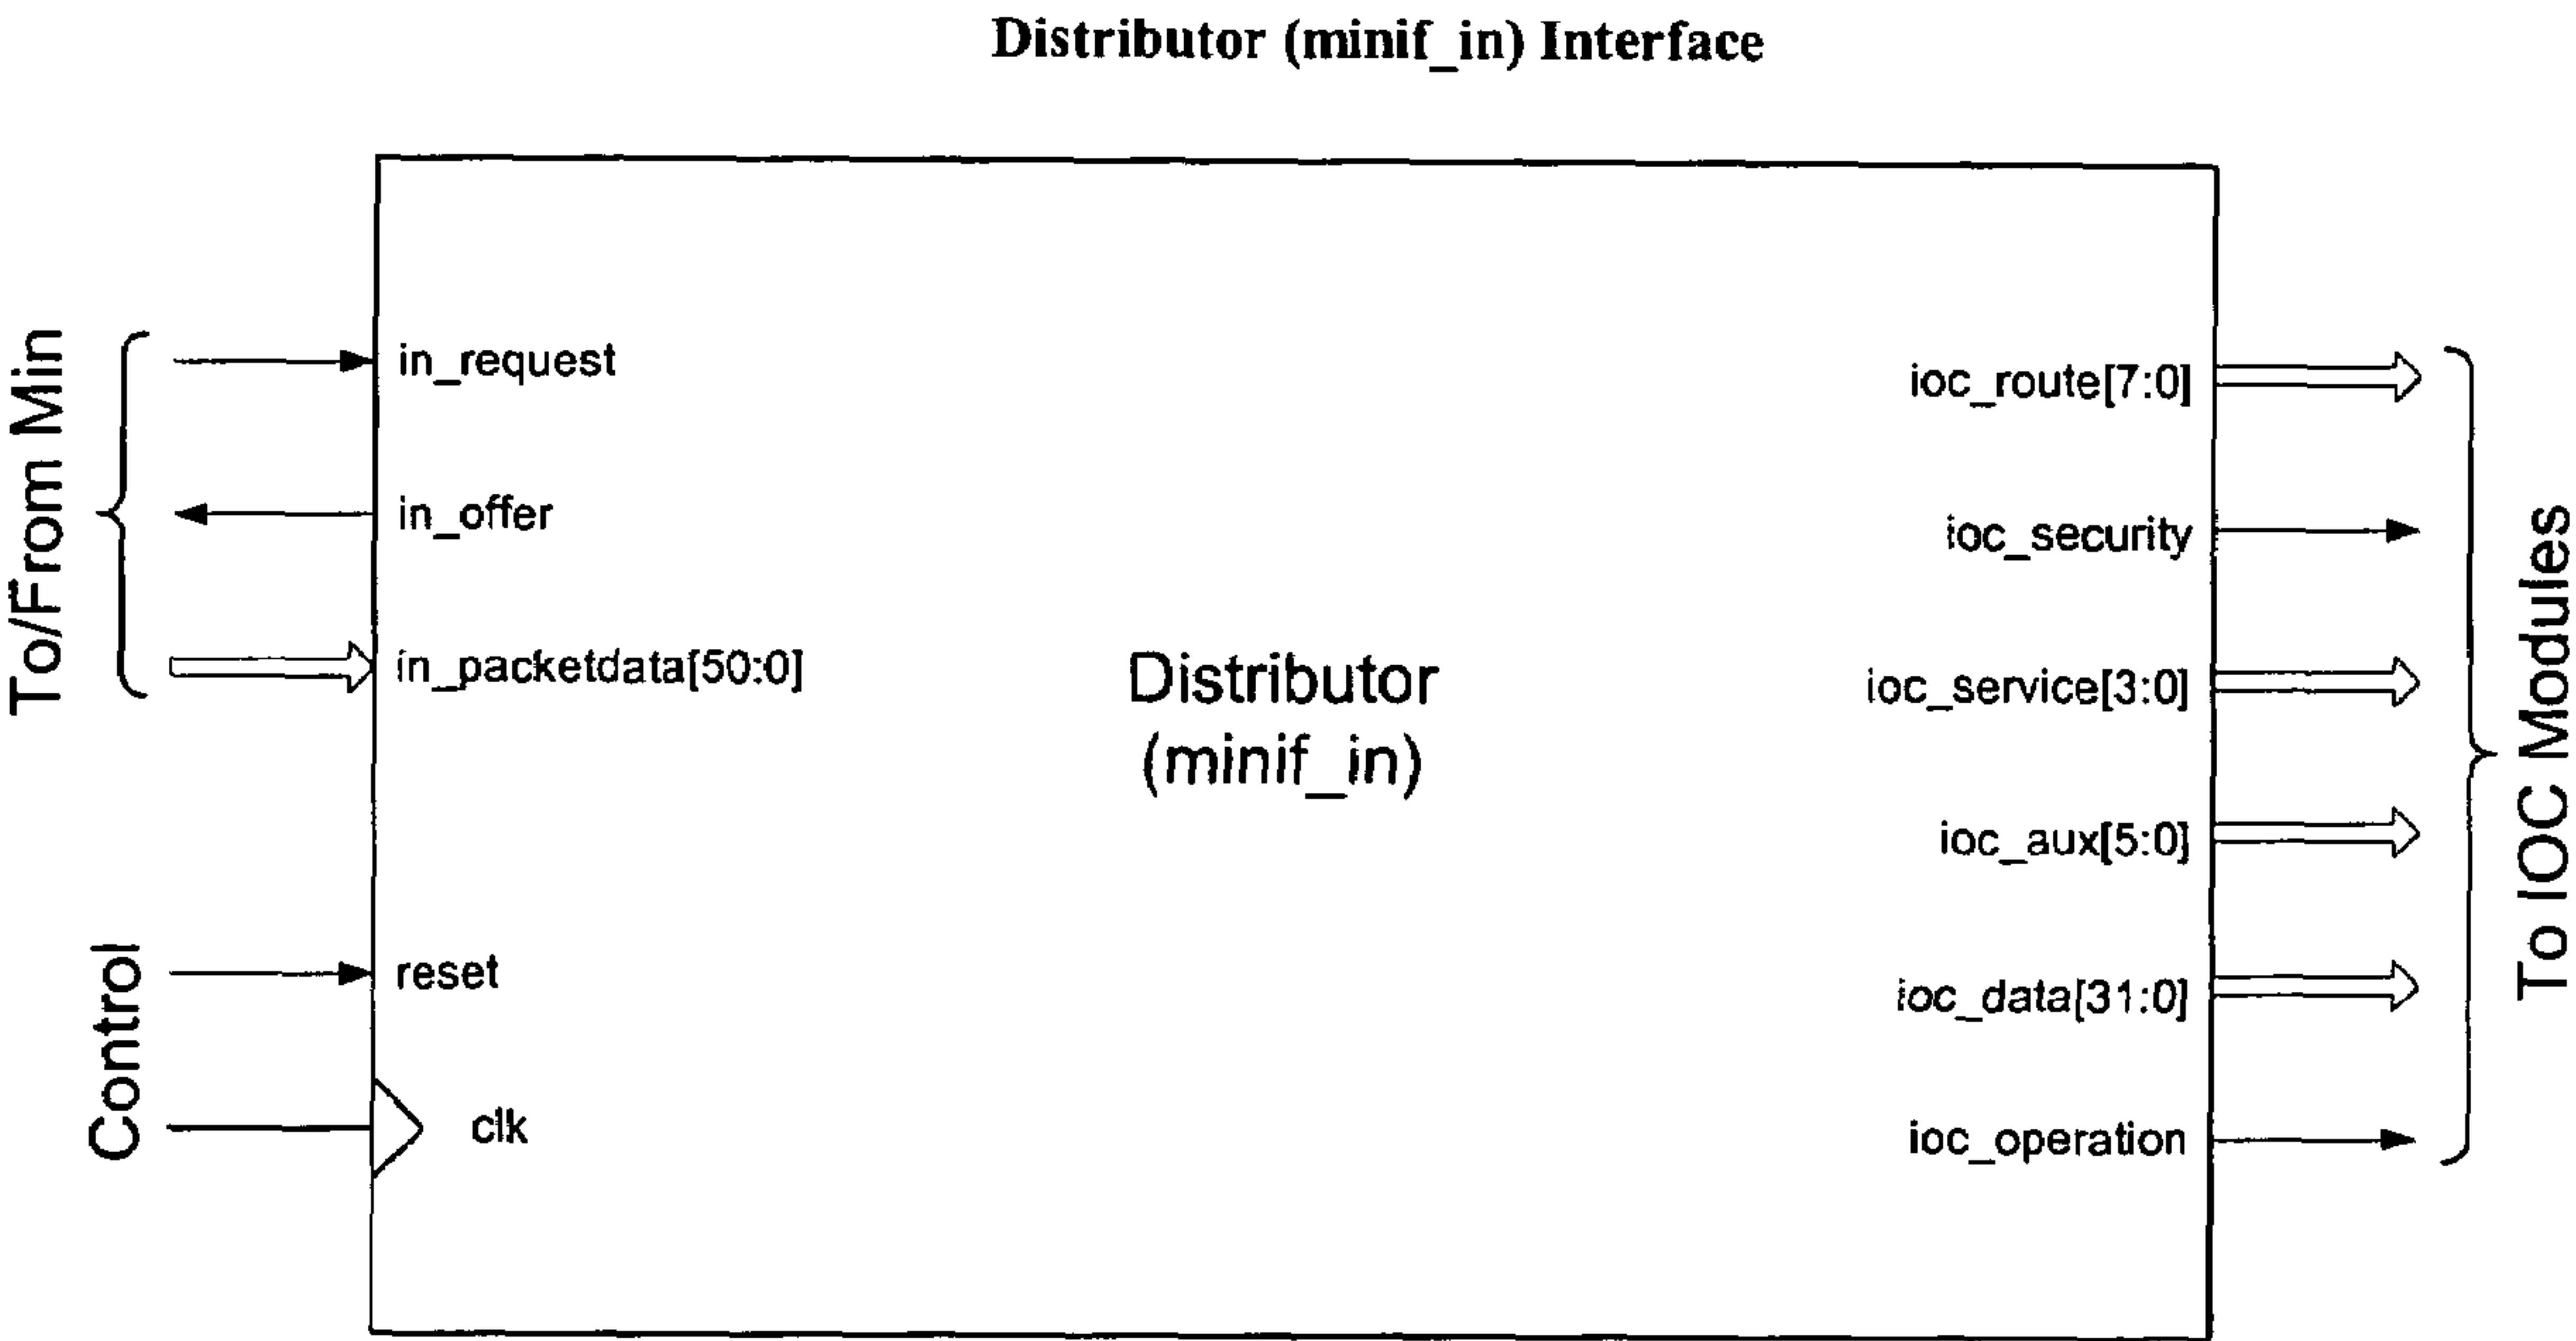 Distributor (minif_in) Interface
To/From Min
in_request
in_offer
in_packetdata[50:0]
Control
reset
clk
Distributor
(minif_in)
ioc_route[7:0]
ioc_security
ioc_service[3:0]
ioc_aux[5:0]
ioc_data[31:0]
ioc_operation
To IOC Modules